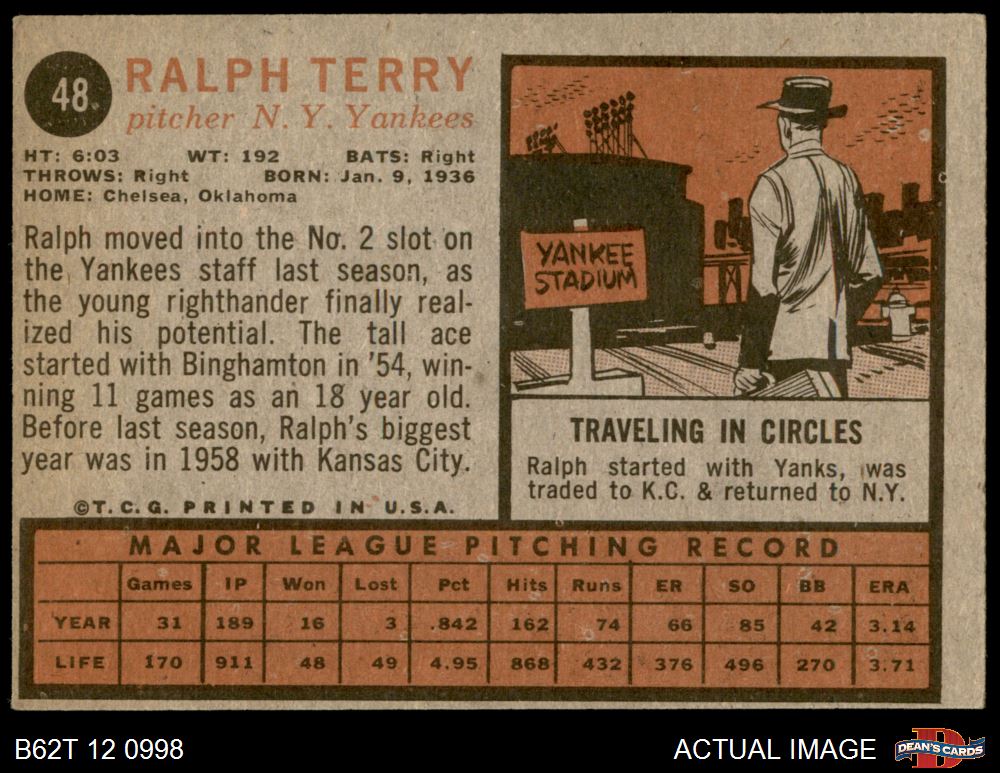 48
RALPH TERRY
pitcher N. Y. Yankees
HT: 6:03 WT: 192 BATS: Right
THROWS: Right BORN: Jan. 9, 1936
HOME: Chelsea, Oklahoma
Ralph moved into the No. 2 slot on
the Yankees staff last season, as
the young righthander finally real-
ized his potential. The tall ace
started with Binghamton in '54, win-
ning 11 games as an 18 year old.
Before last season, Ralph's biggest
year was in 1958 with Kansas City.
©T. C. G. PRINTED IN U.S.A.
YANKEE
STADIUM
TRAVELING IN CIRCLES
Ralph started with Yanks, was
traded to K.C. & returned to N.Y.
MAJOR LEAGUE PITCHING RECORD
Games IP Won Lost Pct Hits Runs ER SO BB ERA
YEAR 31 189 16 3 .842 162 74 66 85 42 3.14
LIFE 170 911 48 49 4.95 868 432 376 496 270 3.71
B62T 12 0998
ACTUAL IMAGE
D
DEAN'S CARDS